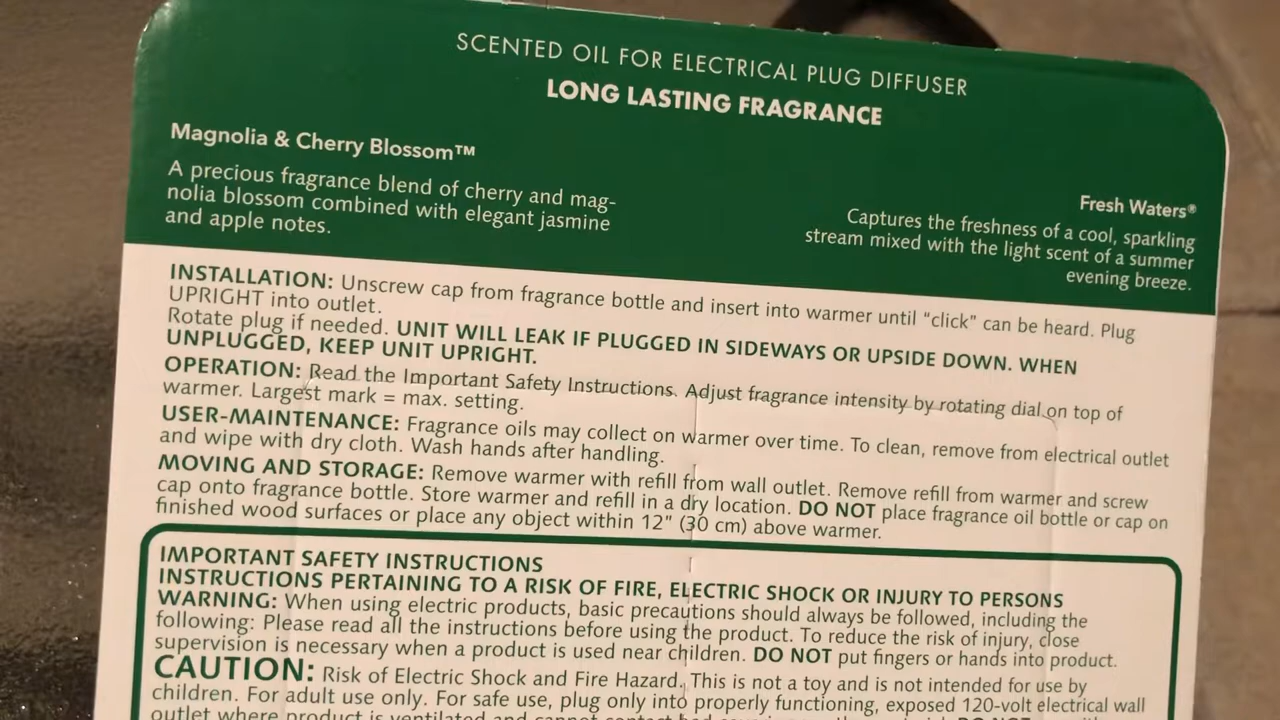 SCENTED OIL FOR ELECTRICAL PLUG DIFFUSER
LONG LASTING FRAGRANCE
Magnolia & Cherry Blossom™
A precious fragrance blend of cherry and mag-
nolia blossom combined with elegant jasmine
and apple notes.
Fresh Waters®
Captures the freshness of a cool, sparkling
stream mixed with the light scent of a summer
evening breeze.
INSTALLATION: Unscrew cap from fragrance bottle and insert into warmer until "click" can be heard. Plug
UPRIGHT into outlet.
Rotate plug if needed. UNIT WILL LEAK IF PLUGGED IN SIDEWAYS OR UPSIDE DOWN. WHEN
UNPLUGGED, KEEP UNIT UPRIGHT.
OPERATION: Read the Important Safety Instructions. Adjust fragrance intensity by rotating dial on top of
warmer. Largest mark = max. setting.
USER-MAINTENANCE: Fragrance oils may collect on warmer over time. To clean, remove from electrical outlet
and wipe with dry cloth. Wash hands after handling.
MOVING AND STORAGE: Remove warmer with refill from wall outlet. Remove refill from warmer and screw
cap onto fragrance bottle. Store warmer and refill in a dry location. DO NOT place fragrance oil bottle or cap on
finished wood surfaces or place any object within 12" (30 cm) above warmer.
IMPORTANT SAFETY INSTRUCTIONS
INSTRUCTIONS PERTAINING TO A RISK OF FIRE, ELECTRIC SHOCK OR INJURY TO PERSONS
WARNING: When using electric products, basic precautions should always be followed, including the
following: Please read all the instructions before using the product. To reduce the risk of injury, close
supervision is necessary when a product is used near children. DO NOT put fingers or hands into product.
CAUTION: Risk of Electric Shock and Fire Hazard. This is not a toy and is not intended for use by
children. For adult use only. For safe use, plug only into properly functioning, exposed 120-volt electrical wall
outlet where product is ventilated and cannot contact